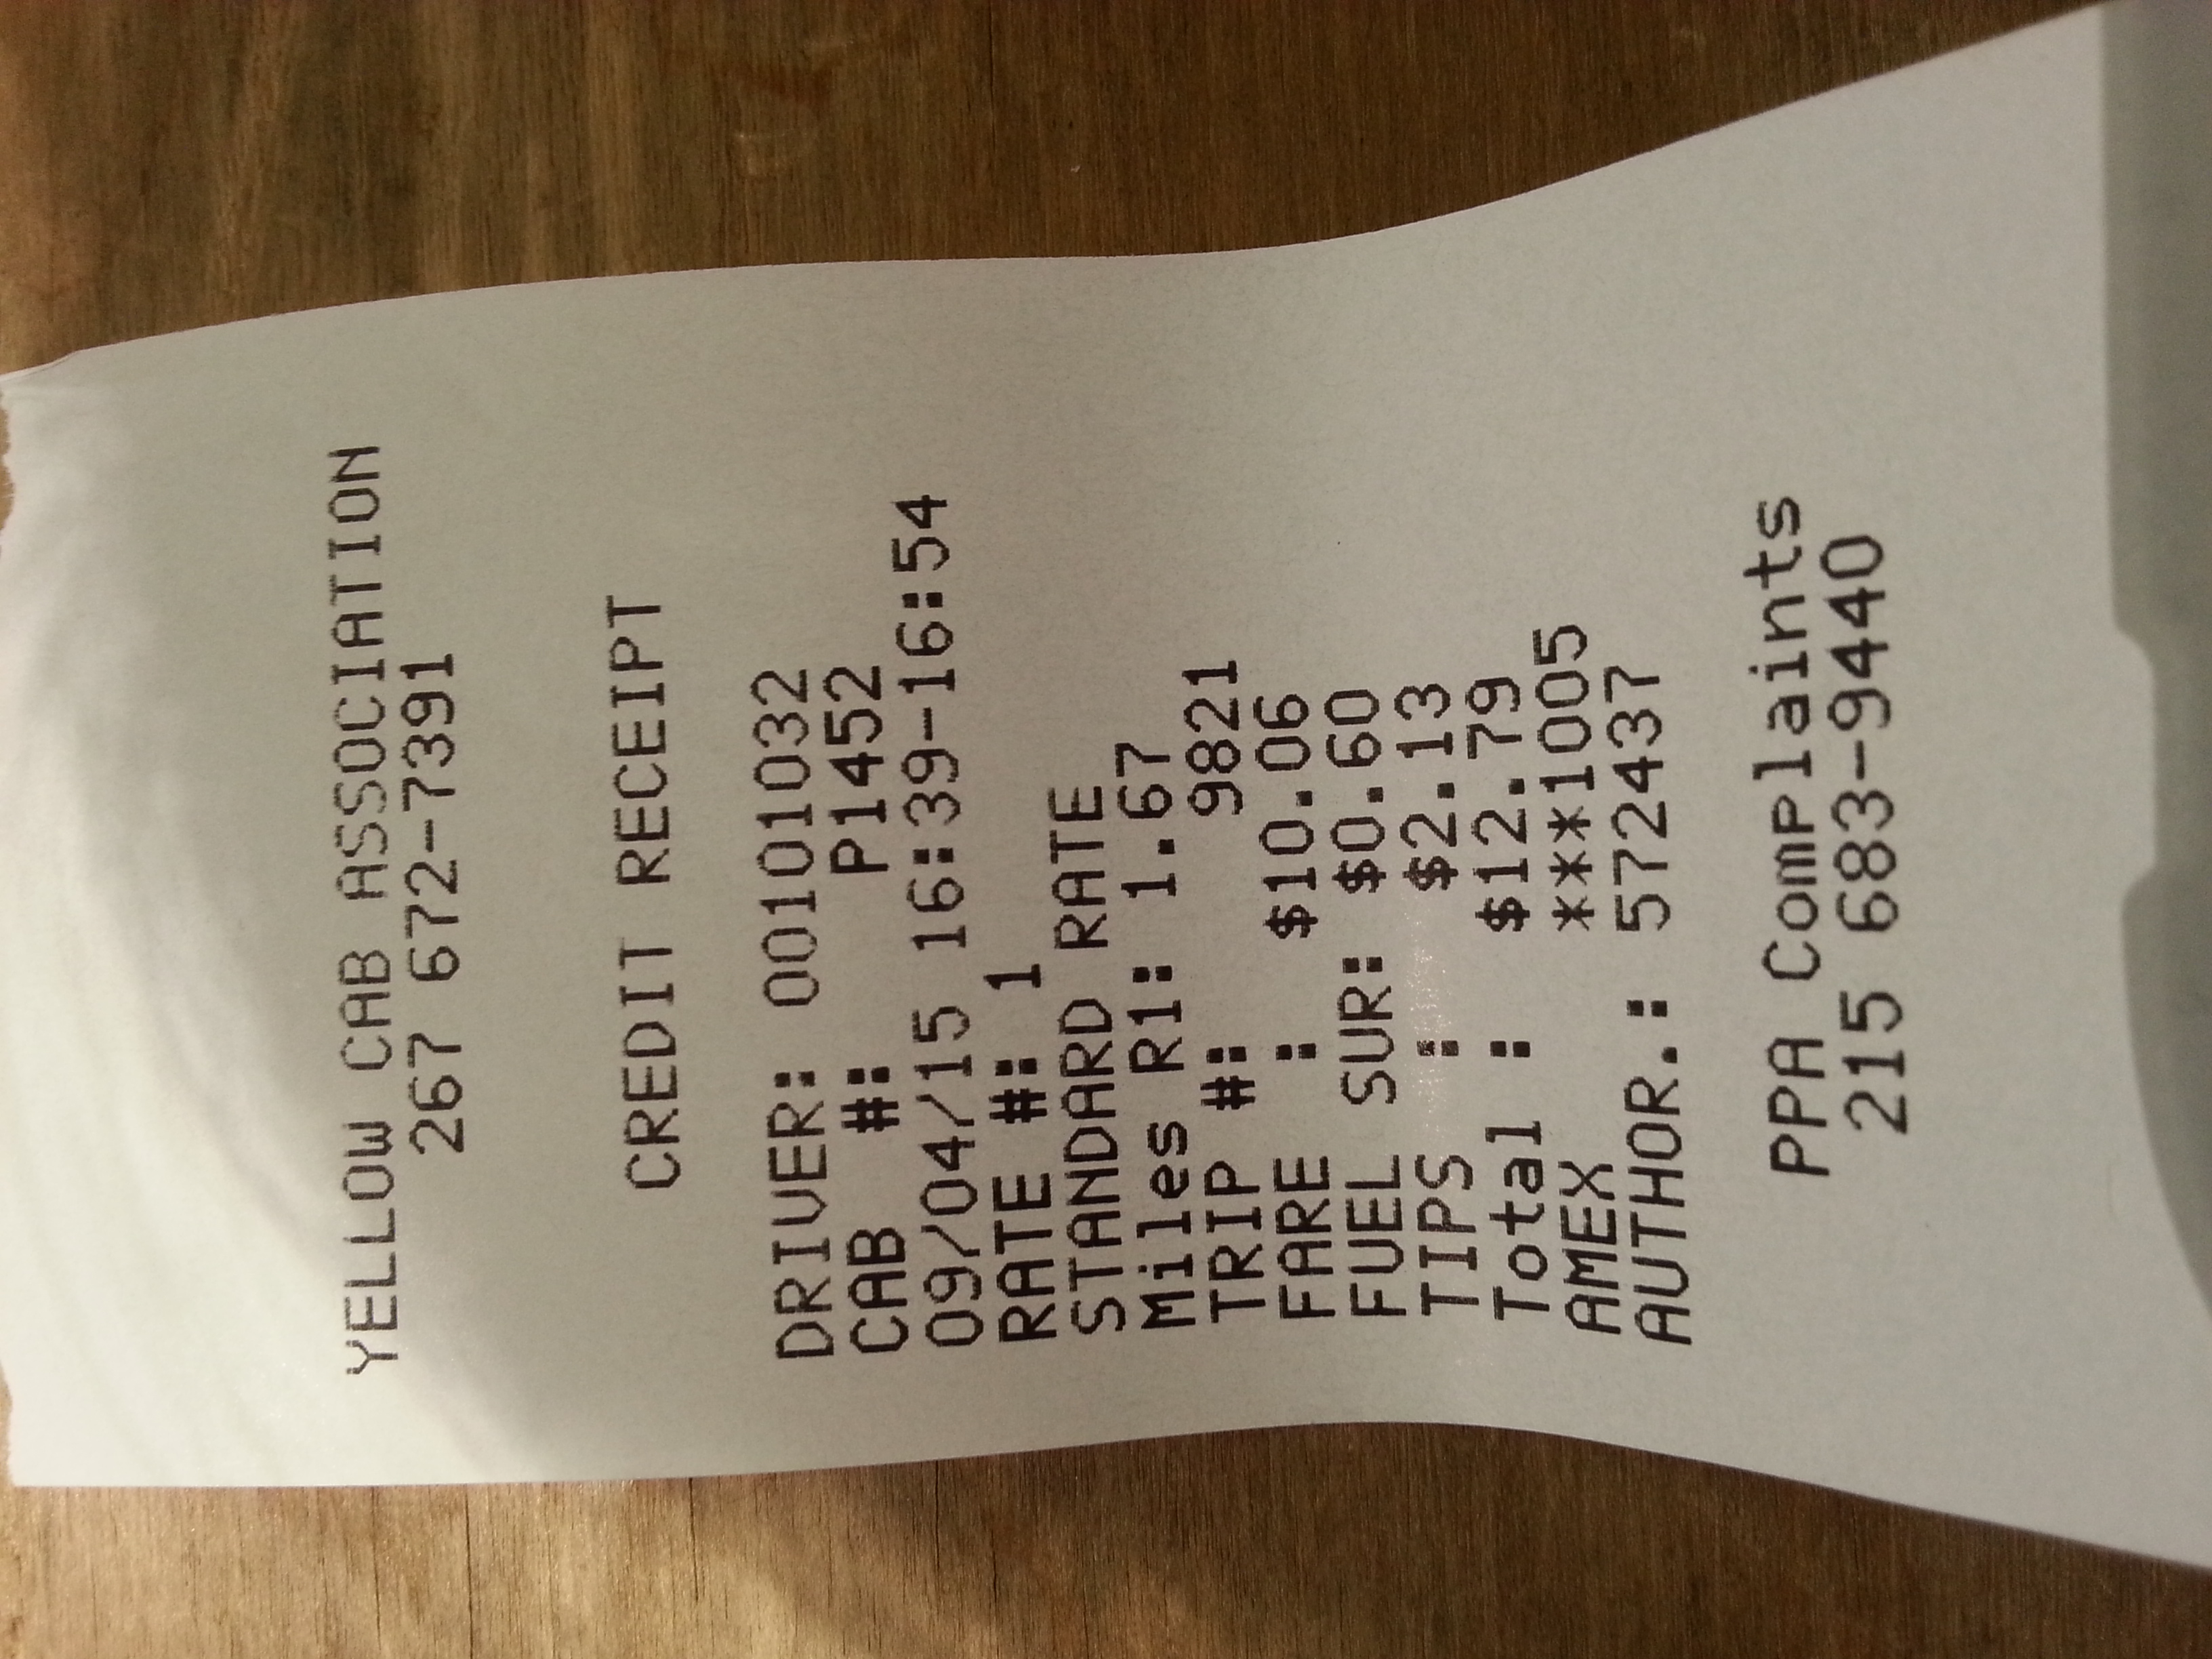 YELLOW CAB ASSOCIATION
267 672-7391
CREDIT RECEIPT
DRIVER: 00101032
CAB #: P1452
09/04/15 16:39-16:54
RATE #: 1
STANDARD RATE
Miles R1: 1.67
TRIP #: 9821
FARE : $10.06
FUEL SUR: $0.60
TIPS : $2.13
Total : $12.79
AMEX ***1005
AUTHOR.: 572437
PPA Complaints
215 683-9440